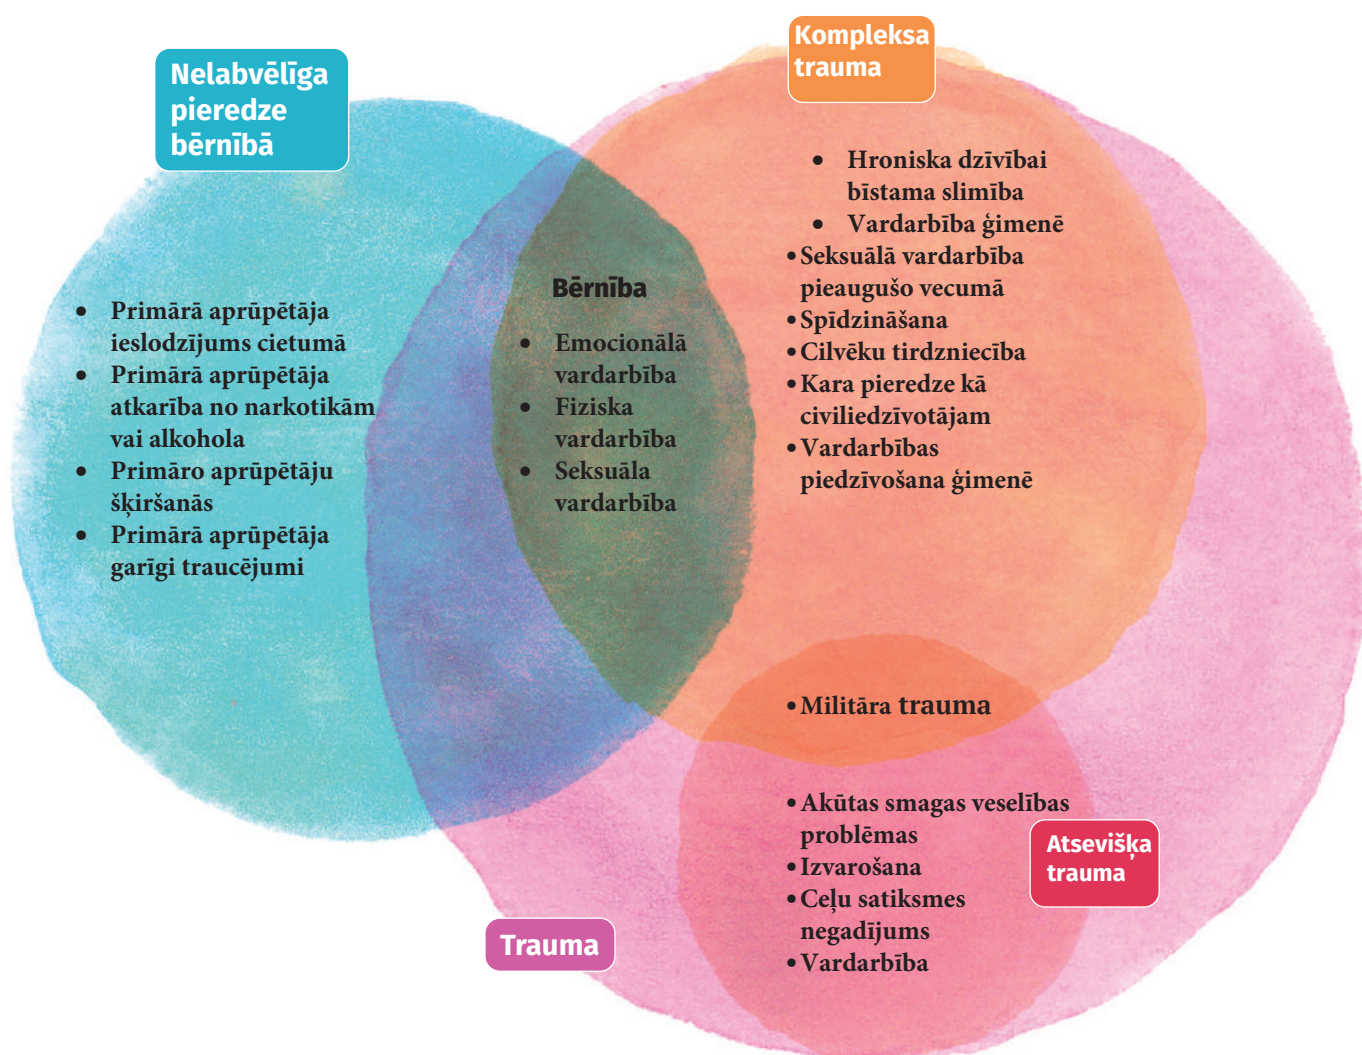 Nelabvēlīga
pieredze
bērnībā
• Primārā aprūpētāja
ieslodzījums cietumā
• Primārā aprūpētāja
atkarība no narkotikām
vai alkohola
• Primāro aprūpētāju
šķiršanās
• Primārā aprūpētāja
garīgi traucējumi
Bērnība
• Emocionālā
vardarbība
• Fiziska
vardarbība
• Seksuāla
vardarbība
Kompleksa
trauma
• Hroniska dzīvībai
bīstama slimība
• Vardarbība ģimenē
• Seksuālā vardarbība
pieaugušo vecumā
• Spīdzināšana
• Cilvēku tirdzniecība
• Kara pieredze kā
civiliedzīvotājam
• Vardarbības
piedzīvošana ģimenē
• Militāra trauma
• Akūtas smagas veselības
problēmas
• Izvarošana
• Ceļu satiksmes
negadījums
• Vardarbība
Atsevišķa
trauma
Trauma